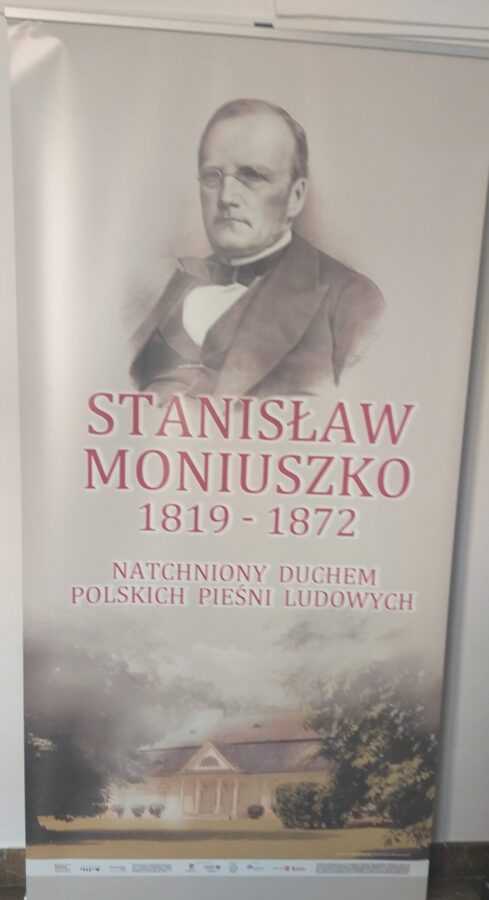 STANISŁAW
MONIUSZKO
1819 - 1872
NATCHNIONY DUCHEM
POLSKICH PIEŚNI LUDOWYCH